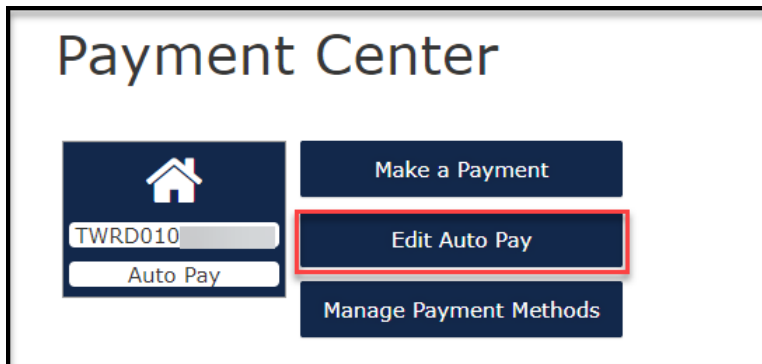 Payment Center
Make a Payment
TWRD010
Edit Auto Pay
Auto Pay
Manage Payment Methods